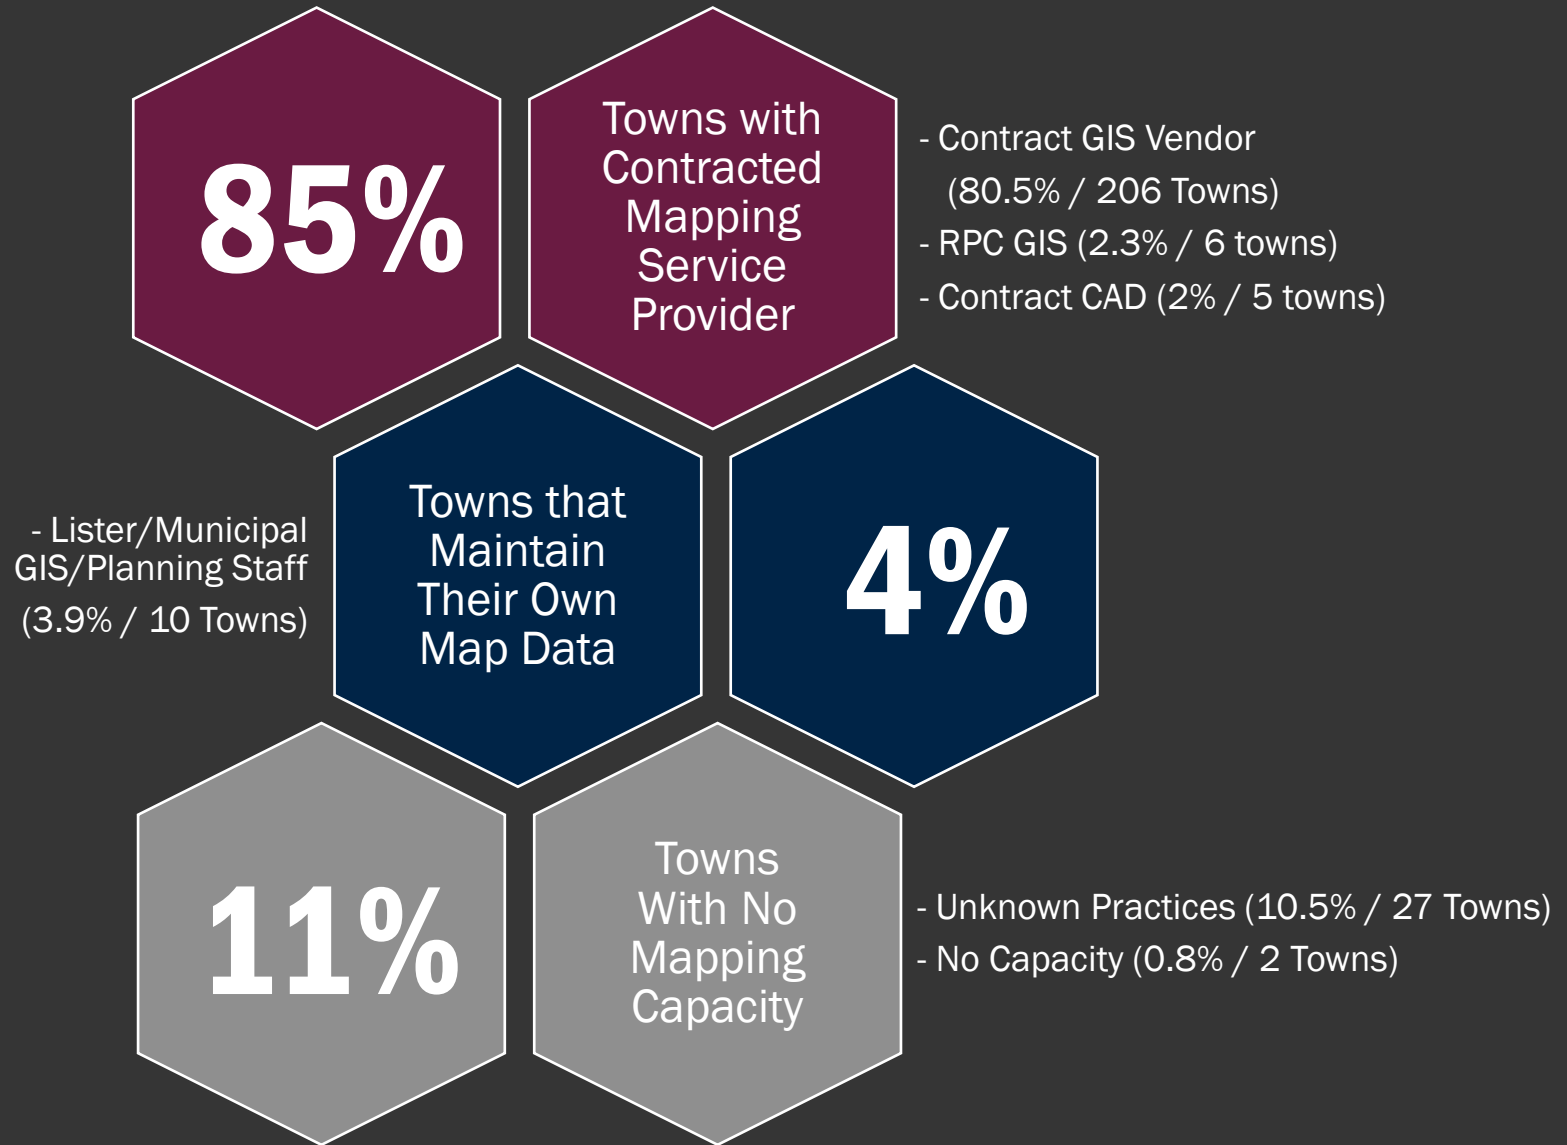 85%
Towns with
Contracted
Mapping
Service
Provider
- Contract GIS Vendor
(80.5% / 206 Towns)
- RPC GIS (2.3% / 6 towns)
- Contract CAD (2% / 5 towns)
- Lister/Municipal
GIS/Planning Staff
(3.9% / 10 Towns)
Towns that
Maintain
Their Own
Map Data
4%
11%
Towns
With No
Mapping
Capacity
- Unknown Practices (10.5% / 27 Towns)
- No Capacity (0.8% / 2 Towns)